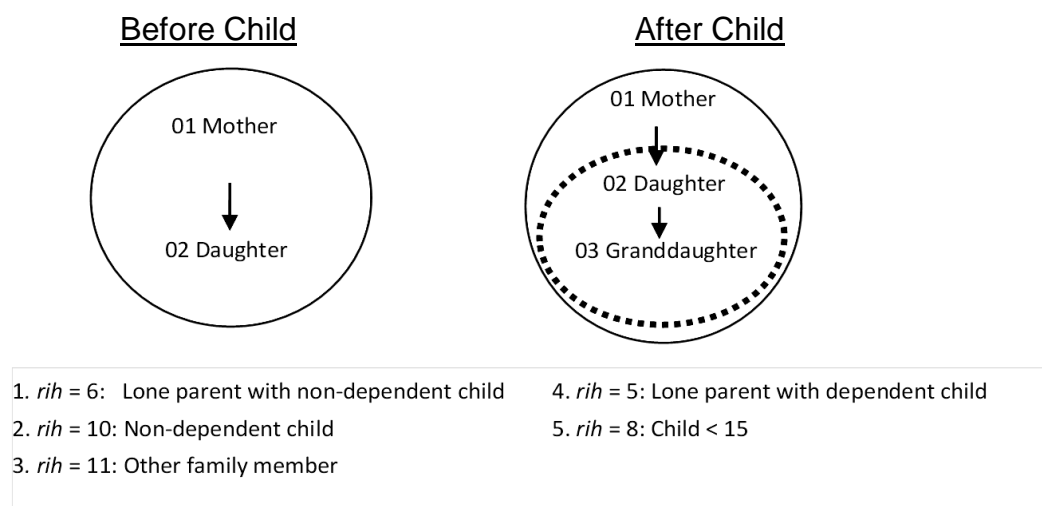 Before Child
After Child
01 Mother
02 Daughter
01 Mother
02 Daughter
03 Granddaughter
1. rih = 6: Lone parent with non-dependent child
2. rih = 10: Non-dependent child
3. rih = 11: Other family member
4. rih = 5: Lone parent with dependent child
5. rih = 8: Child < 15